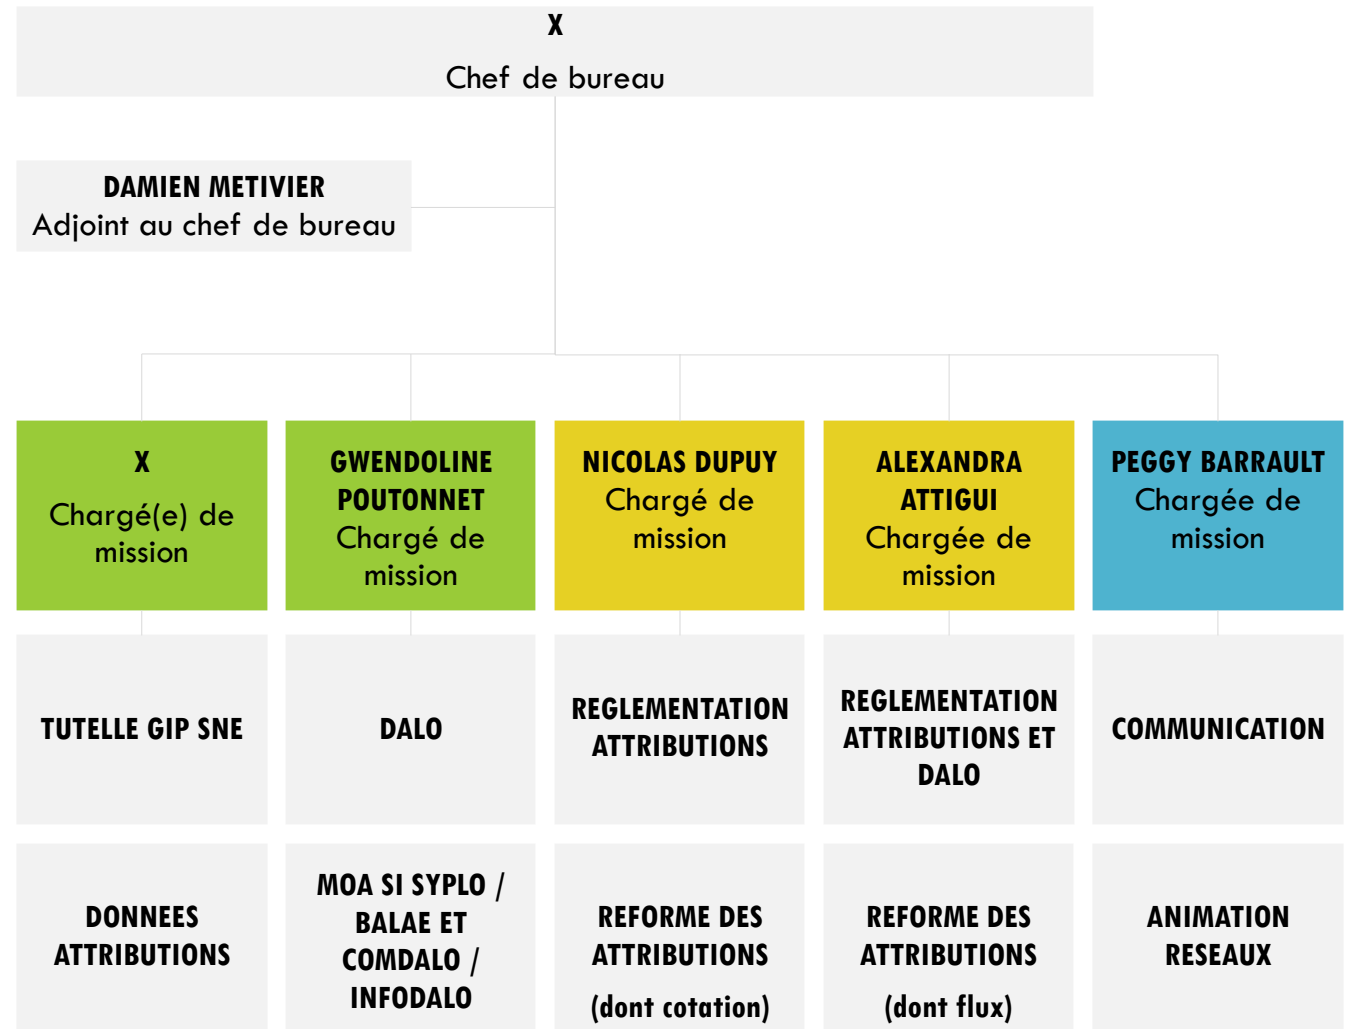 X
Chef de bureau
DAMIEN METIVIER
Adjoint au chef de bureau
X
Chargé(e) de
mission
GWENDOLINE
POUTONNET
Chargé de
mission
NICOLAS DUPUY
Chargé de
mission
ALEXANDRA
ATTIGUI
Chargée de
mission
PEGGY BARRAULT
Chargée de
mission
TUTELLE GIP SNE
DALO
REGLEMENTATION
ATTRIBUTIONS
REGLEMENTATION
ATTRIBUTIONS ET
DALO
COMMUNICATION
DONNEES
ATTRIBUTIONS
MOA SI SYPLO /
BALAE ET
COMDALO /
INFODALO
REFORME DES
ATTRIBUTIONS
(dont cotation)
REFORME DES
ATTRIBUTIONS
(dont flux)
ANIMATION
RESEAUX